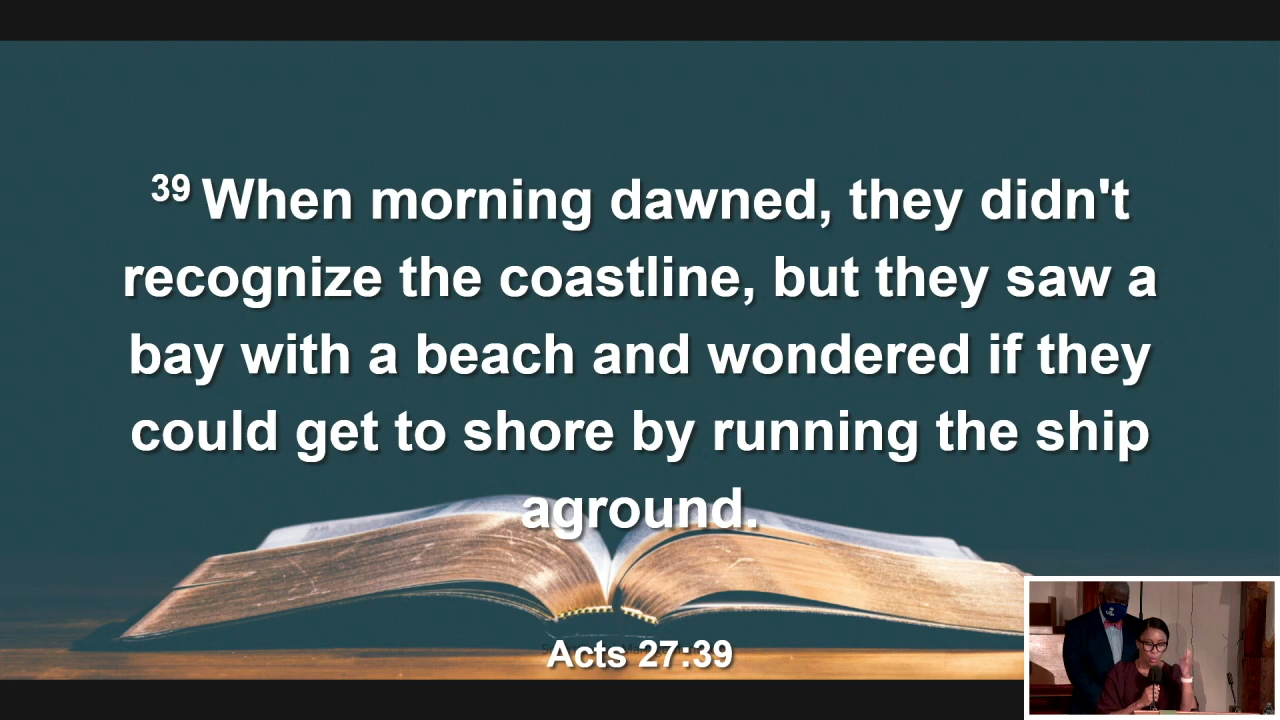 39 When morning dawned, they didn't
recognize the coastline, but they saw a
bay with a beach and wondered if they
could get to shore by running the ship
aground.
Acts 27:39